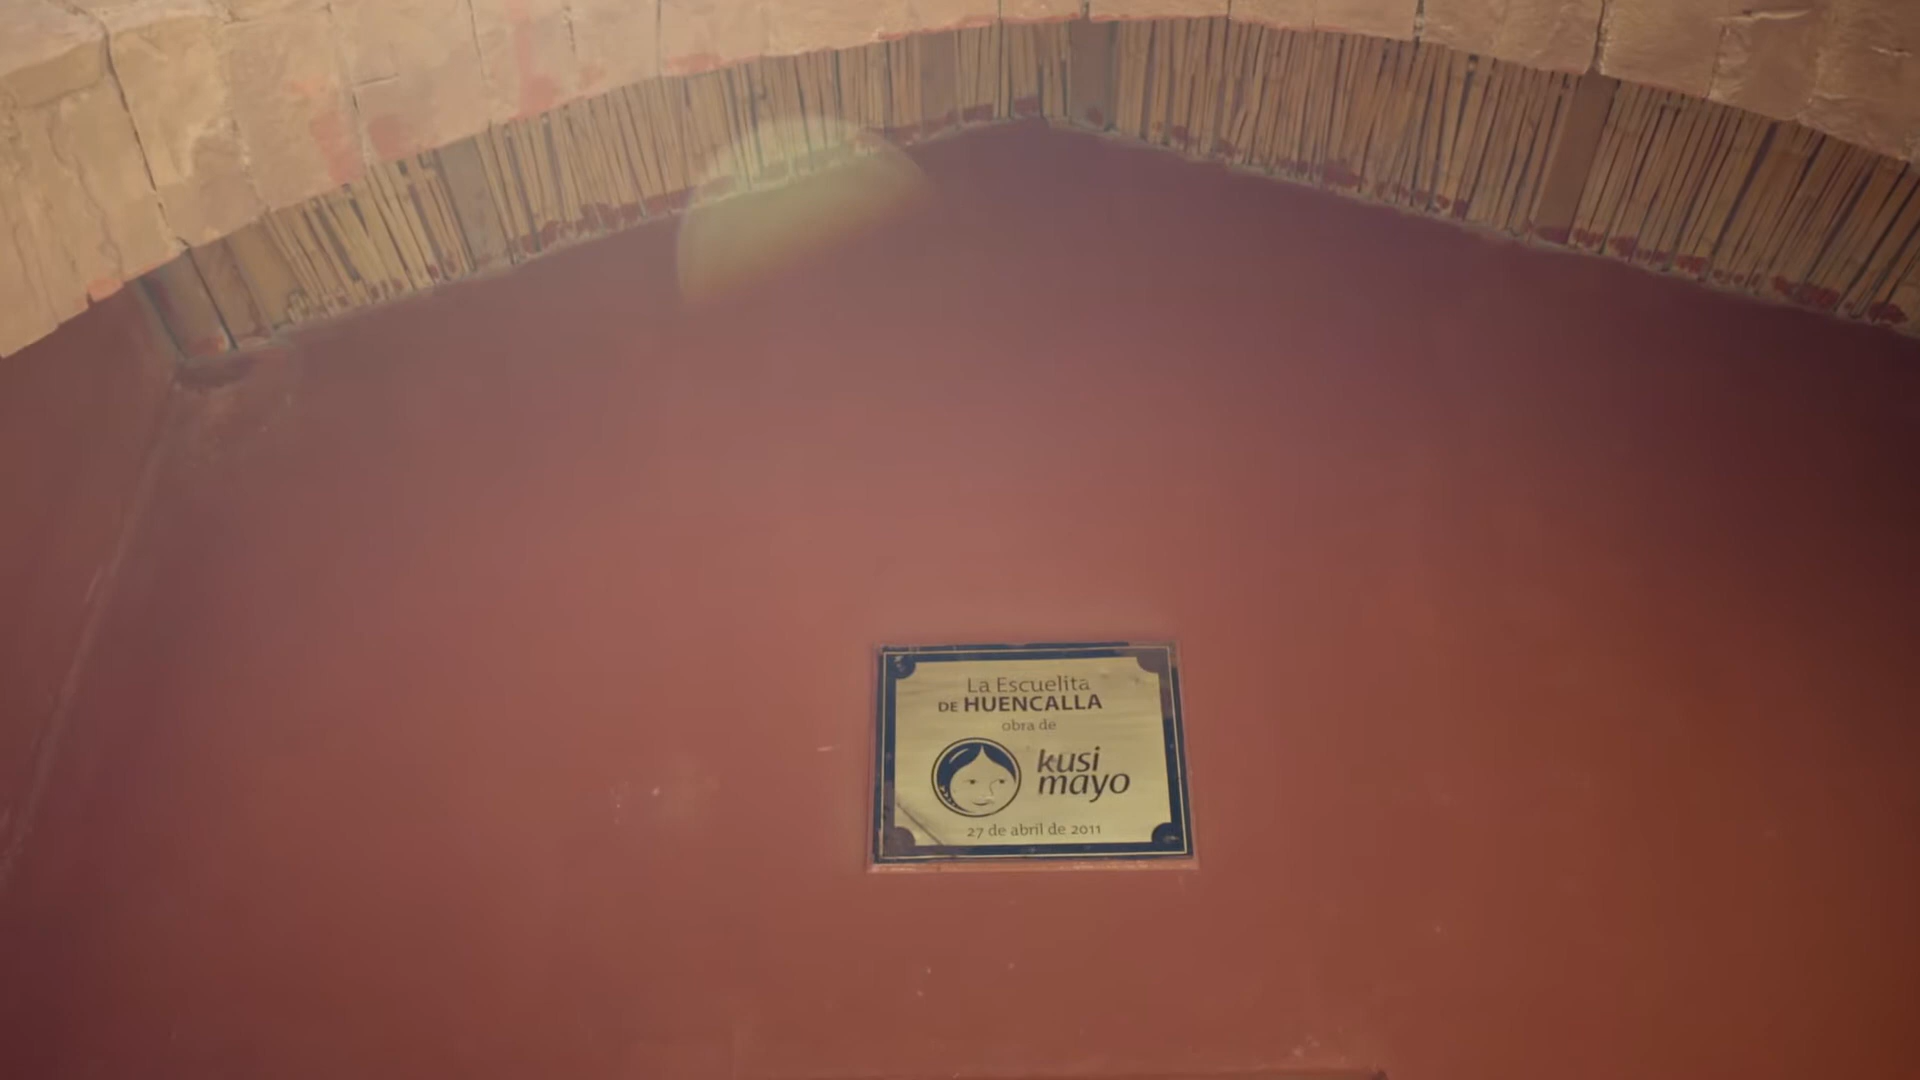 La Escuelita
DE HUENCALLA
obra de
kusi
mayo
27 de abril de 2011